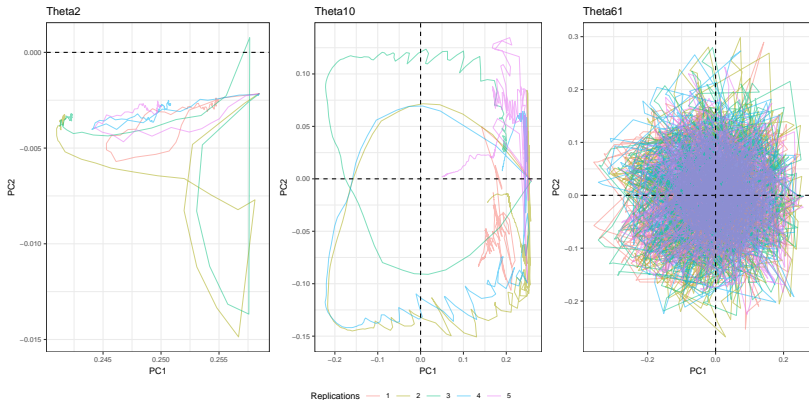 Theta2
Theta10
Theta61
PC2
0.000
−0.005
−0.010
−0.015
0.245
0.250
0.255
PC1
PC2
0.10
0.05
0.00
−0.05
−0.10
−0.15
−0.2
−0.1
0.0
0.1
0.2
PC1
PC2
0.3
0.2
0.1
0.0
−0.1
−0.2
−0.2
0.0
0.2
PC1
Replications 1 2 3 4 5